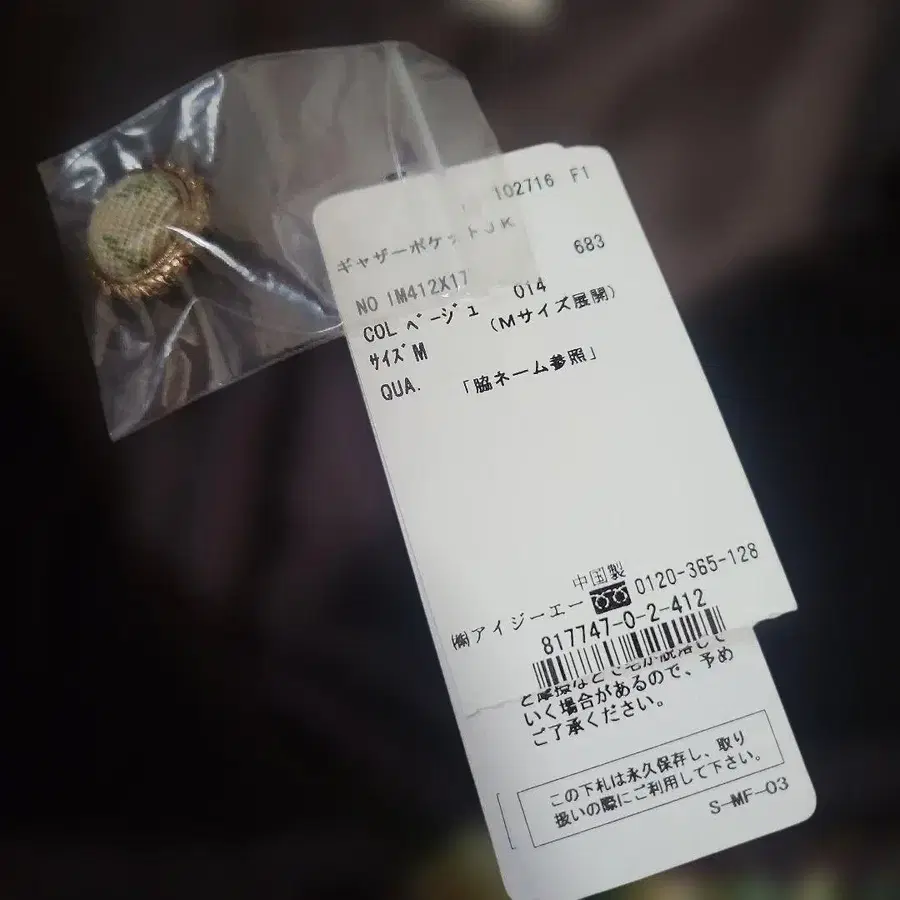 102716 F1
ギャザーポケットJK
683
NO IM412X17
COL ベージュ 014
サイズ M (Mサイズ展開)
QUA. 「脇ネーム参照」
中国製
㈱アイジーエー 0120-365-128
817747-0-2-412
いく場合があるので、予め
ご了承ください。
この下札は永久保存し、取り
扱いの際にご利用して下さい。
S-MF-03